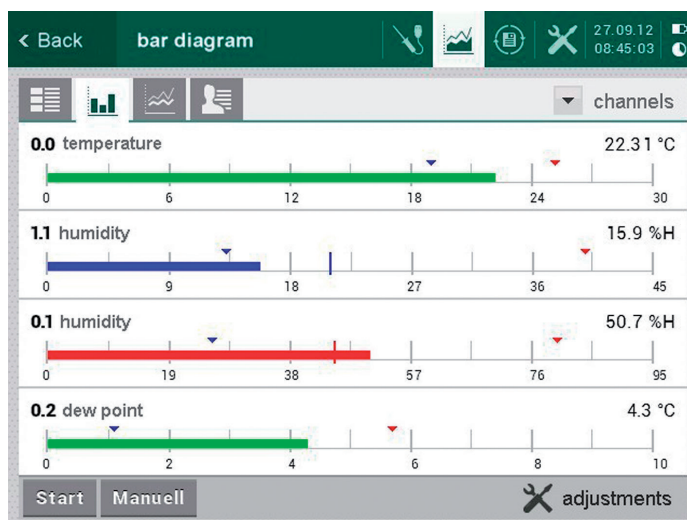 < Back bar diagram 27.09.12
08:45:03
channels
0.0 temperature 22.31 °C
0 6 12 18 24 30
1.1 humidity 15.9 %H
0 9 18 27 36 45
0.1 humidity 50.7 %H
0 19 38 57 76 95
0.2 dew point 4.3 °C
0 2 4 6 8 10
Start Manuell adjustments